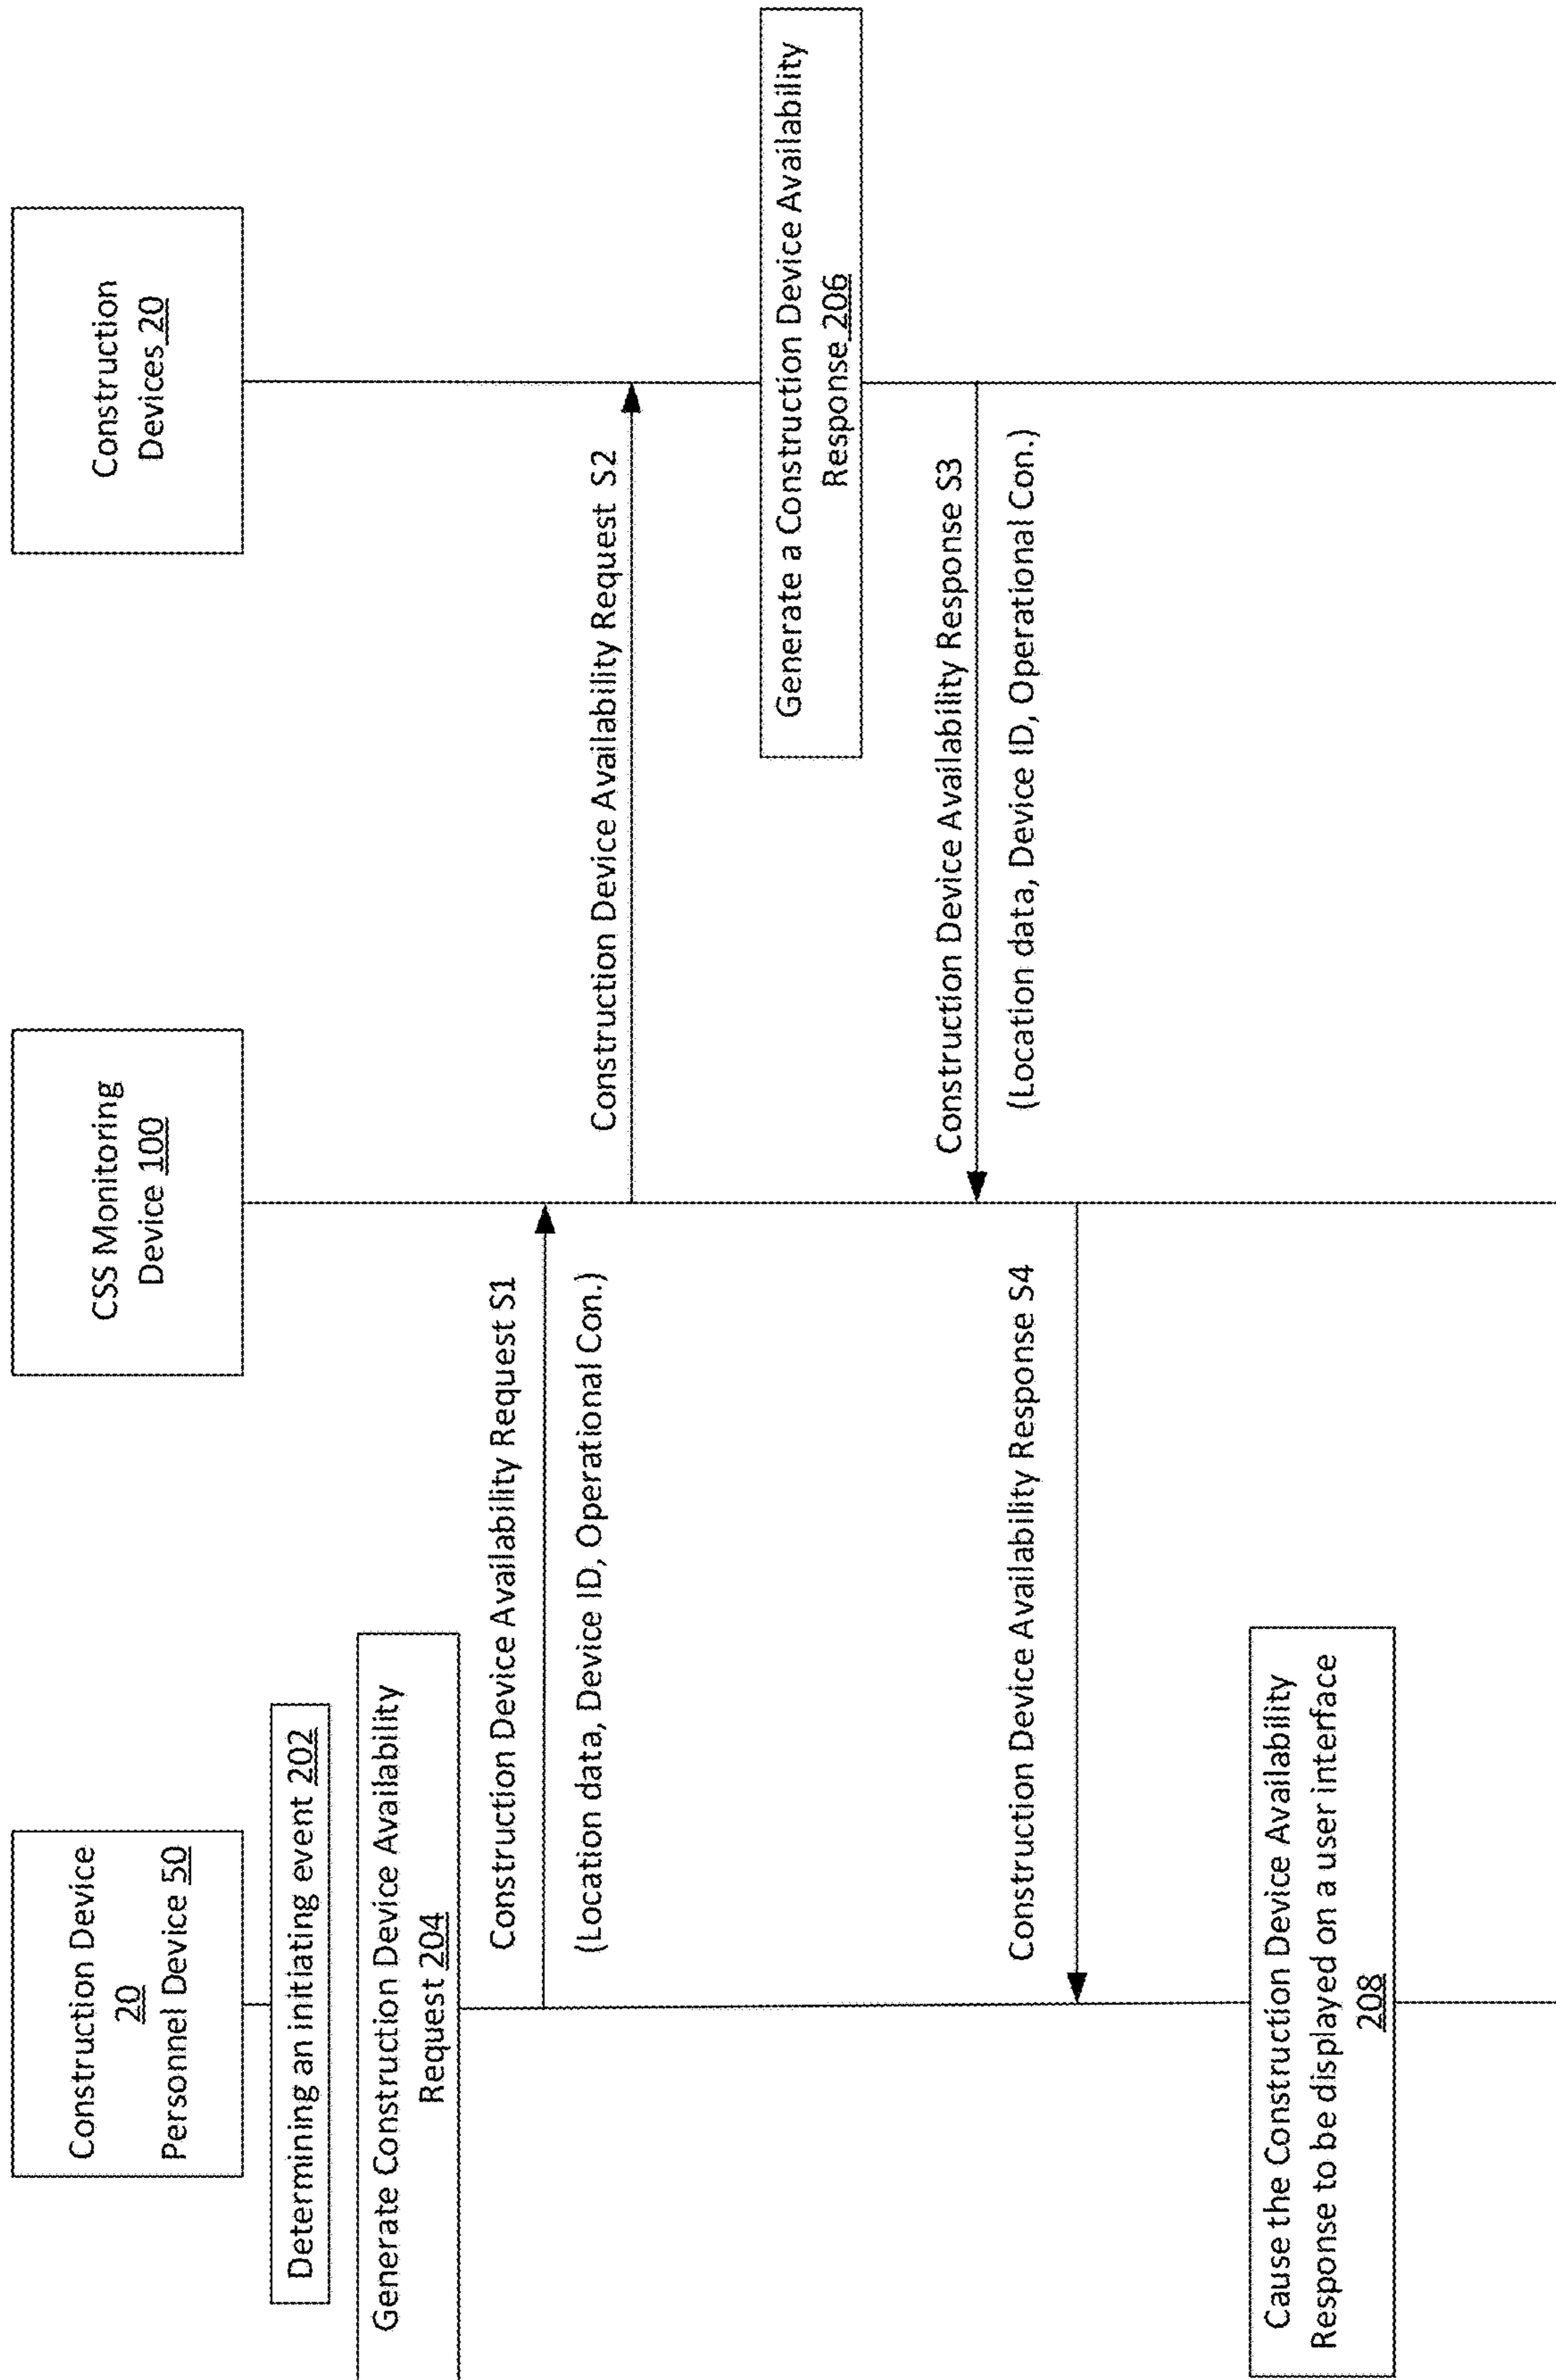 Construction Device
20
Personnel Device 50
CSS Monitoring
Device 100
Construction
Devices 20
Determining an initiating event 202
Generate Construction Device Availability
Request 204
Construction Device Availability Request S1
(Location data, Device ID, Operational Con.)
Construction Device Availability Request S2
Generate a Construction Device Availability
Response 206
Construction Device Availability Response S3
(Location data, Device ID, Operational Con.)
Construction Device Availability Response S4
Cause the Construction Device Availability
Response to be displayed on a user interface
208